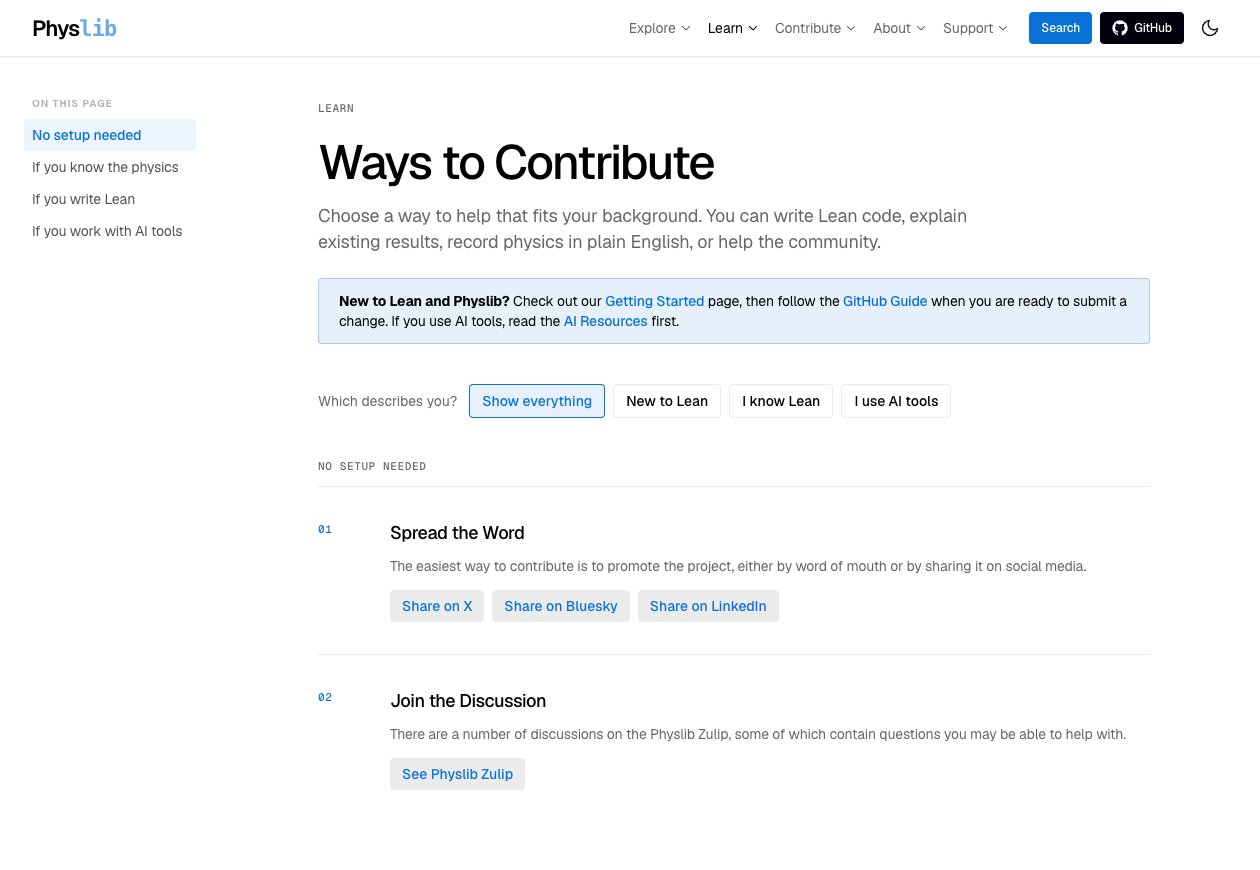 Physlib
Explore
Learn
Contribute
About
Support
Search
GitHub
ON THIS PAGE
No setup needed
If you know the physics
If you write Lean
If you work with AI tools
LEARN
Ways to Contribute
Choose a way to help that fits your background. You can write Lean code, explain
existing results, record physics in plain English, or help the community.
New to Lean and Physlib? Check out our Getting Started page, then follow the GitHub Guide when you are ready to submit a
change. If you use AI tools, read the AI Resources first.
Which describes you?
Show everything
New to Lean
I know Lean
I use AI tools
NO SETUP NEEDED
01
Spread the Word
The easiest way to contribute is to promote the project, either by word of mouth or by sharing it on social media.
Share on X
Share on Bluesky
Share on LinkedIn
02
Join the Discussion
There are a number of discussions on the Physlib Zulip, some of which contain questions you may be able to help with.
See Physlib Zulip